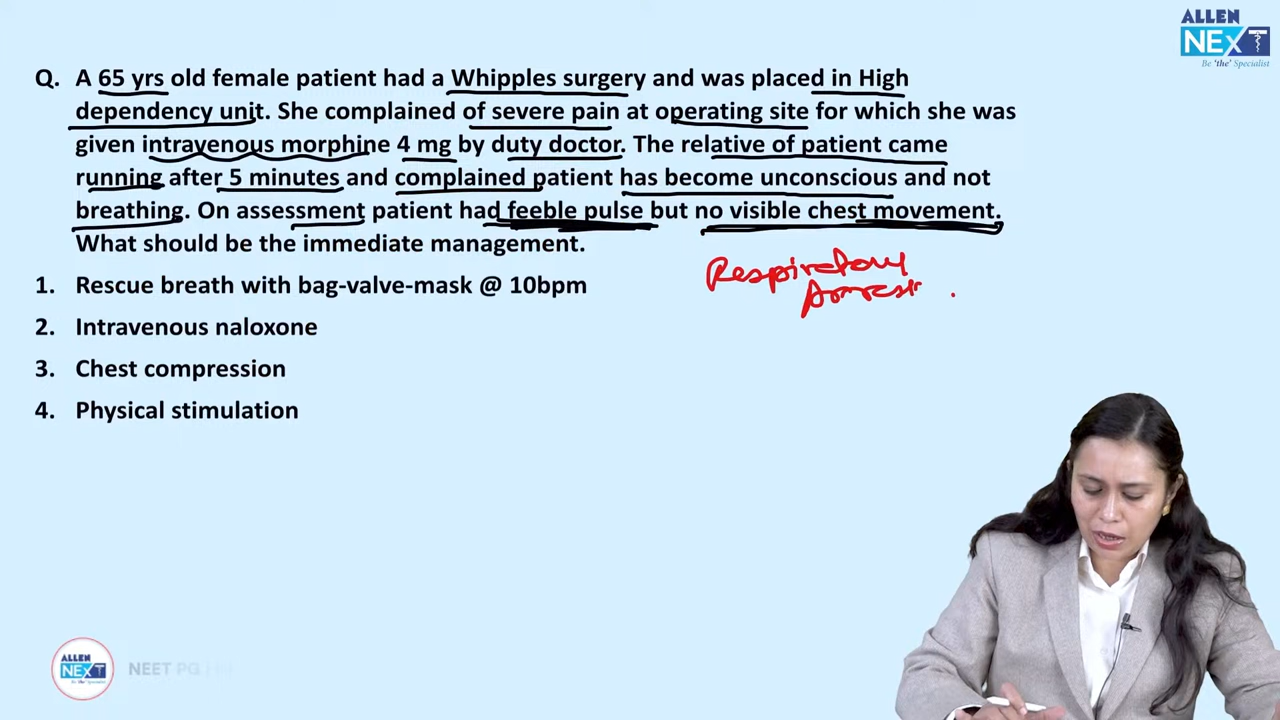 ALLEN
NEXT
Be 'the' Specialist
Q. A 65 yrs old female patient had a Whipples surgery and was placed in High
dependency unit. She complained of severe pain at operating site for which she was
given intravenous morphine 4 mg by duty doctor. The relative of patient came
running after 5 minutes and complained patient has become unconscious and not
breathing. On assessment patient had feeble pulse but no visible chest movement.
What should be the immediate management.
1. Rescue breath with bag-valve-mask @ 10bpm
Respiratory
Arrest
2. Intravenous naloxone
3. Chest compression
4. Physical stimulation
ALLEN
NEXT
Be 'the' Specialist
NEET PG